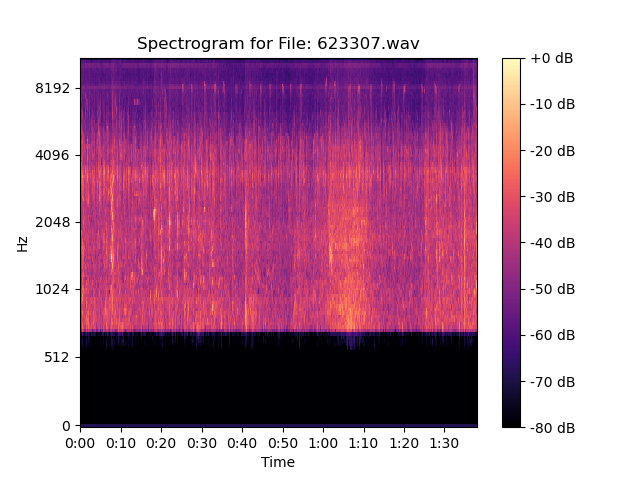 Spectrogram for File: 623307.wav
Hz
8192
4096
2048
1024
512
0
0:00 0:10 0:20 0:30 0:40 0:50 1:00 1:10 1:20 1:30
Time
+0 dB
-10 dB
-20 dB
-30 dB
-40 dB
-50 dB
-60 dB
-70 dB
-80 dB